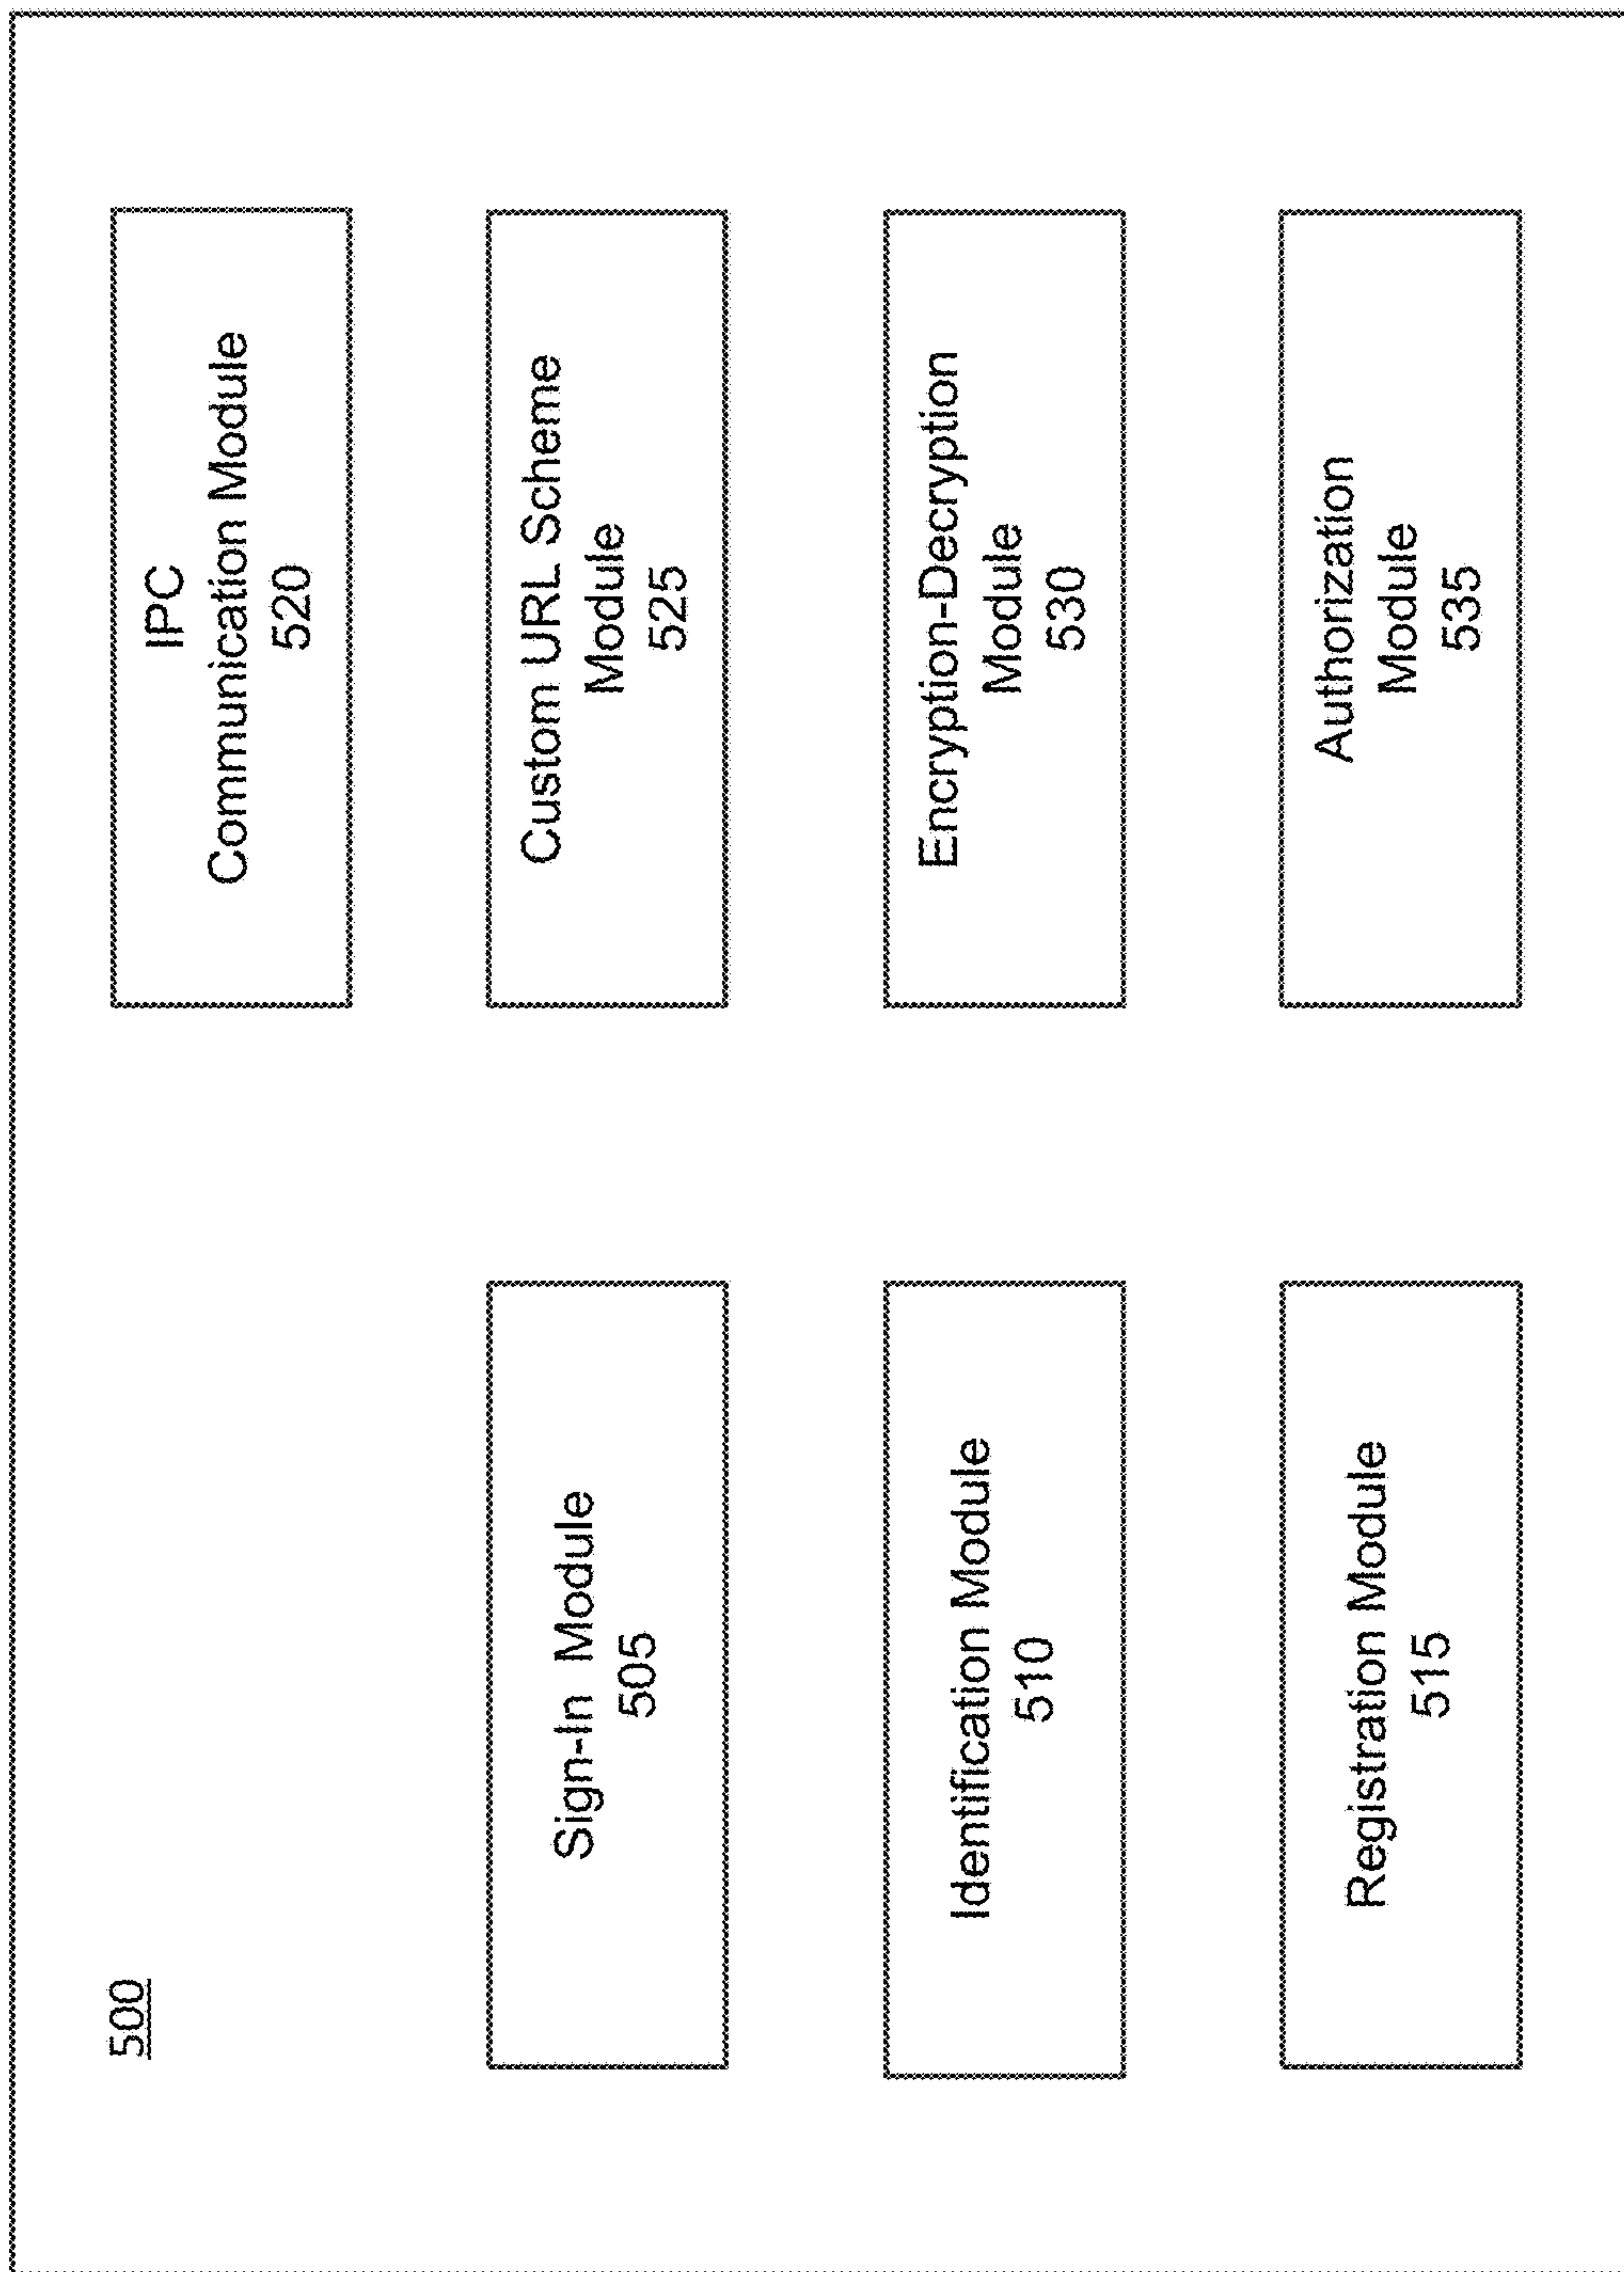 500
Sign-In Module
505
Identification Module
510
Registration Module
515
IPC
Communication Module
520
Custom URL Scheme
Module
525
Encryption-Decryption
Module
530
Authorization
Module
535